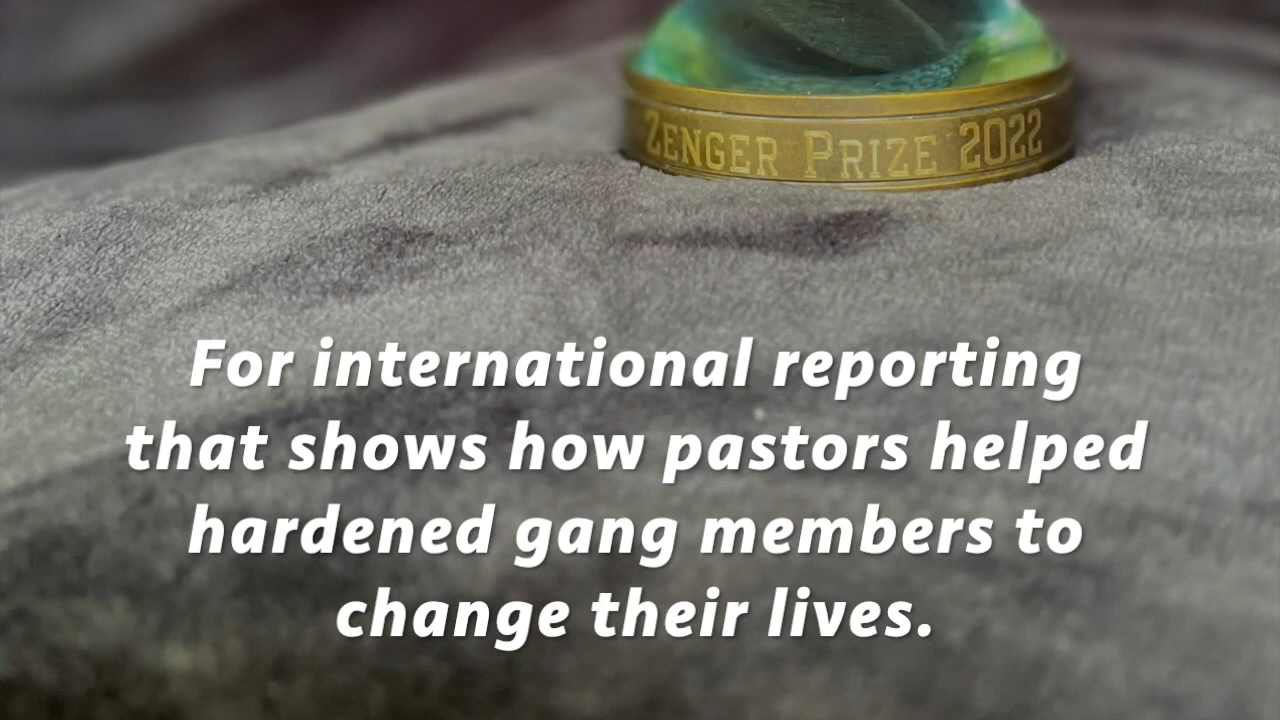 ZENGER PRIZE 2022
For international reporting
that shows how pastors helped
hardened gang members to
change their lives.